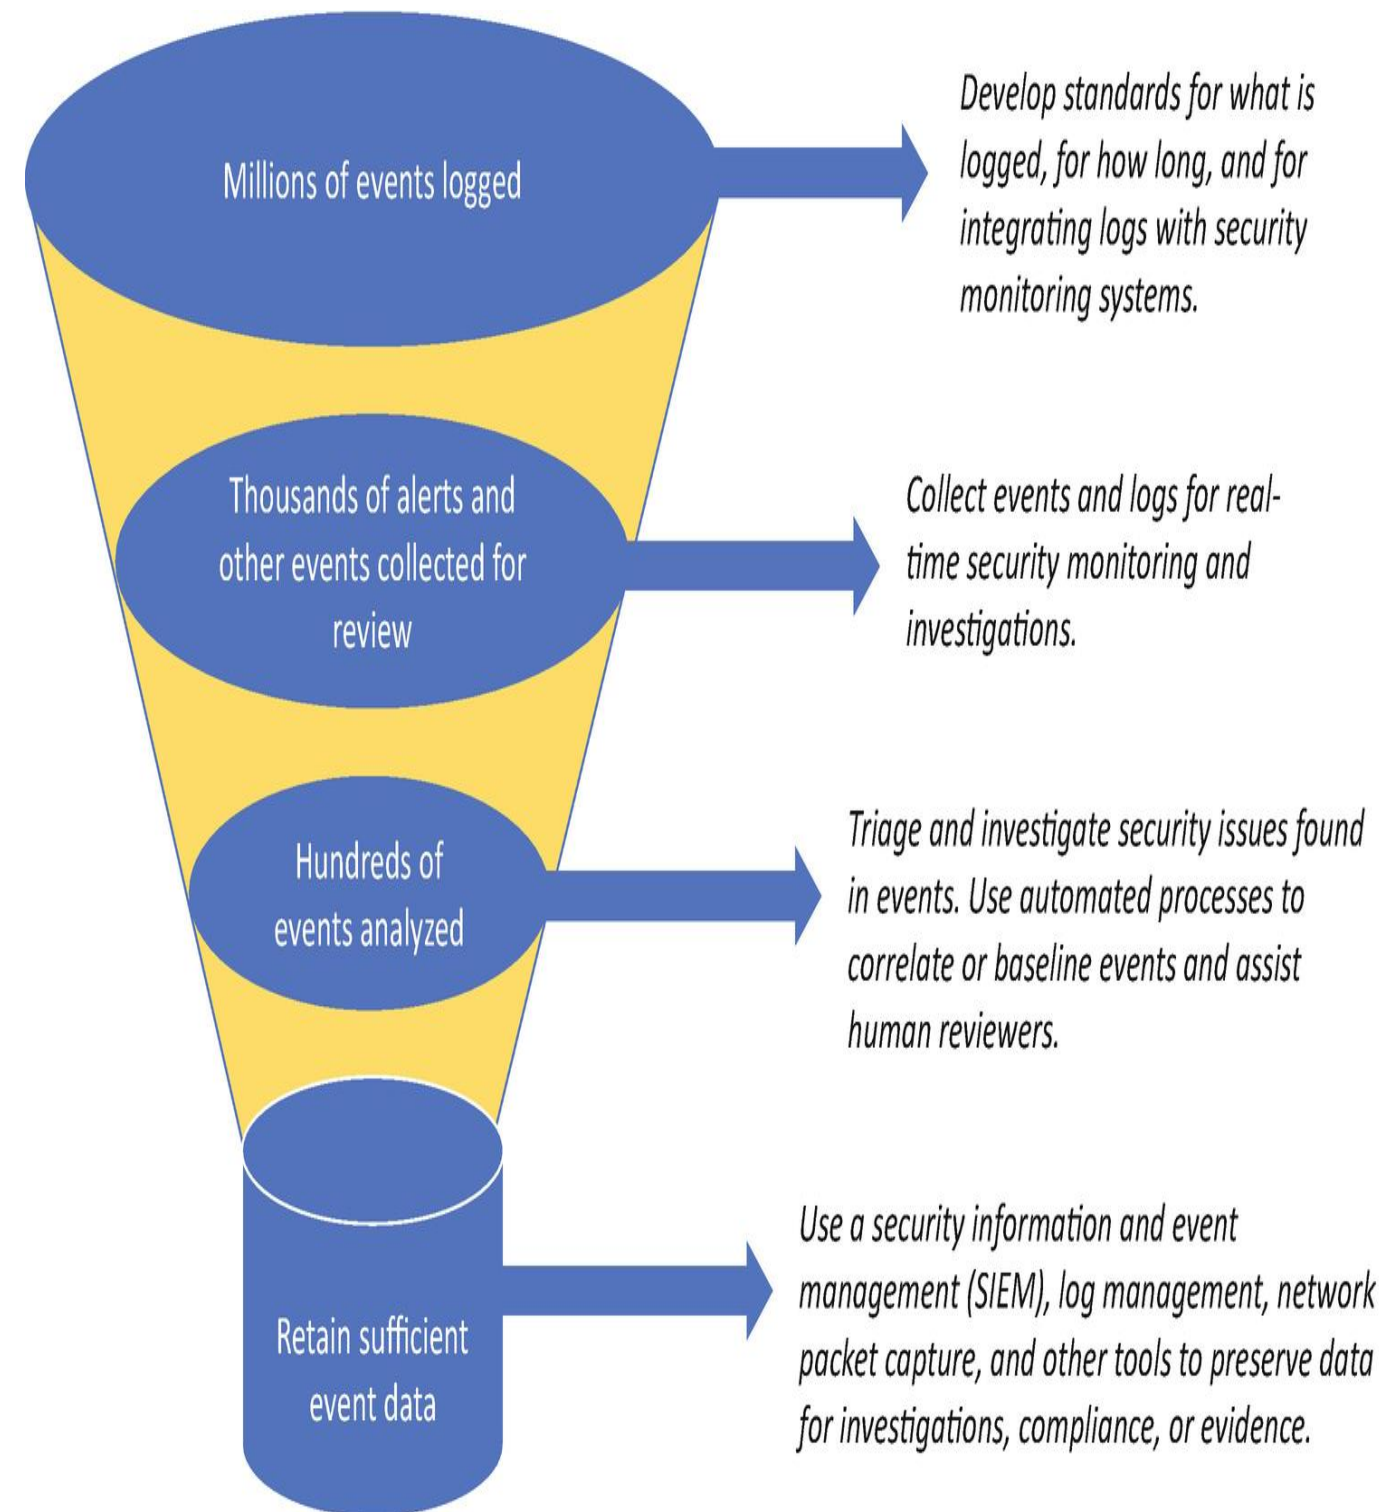 Millions of events logged
Develop standards for what is
logged, for how long, and for
integrating logs with security
monitoring systems.
Thousands of alerts and
other events collected for
review
Collect events and logs for real-
time security monitoring and
investigations.
Hundreds of
events analyzed
Triage and investigate security issues found
in events. Use automated processes to
correlate or baseline events and assist
human reviewers.
Retain sufficient
event data
Use a security information and event
management (SIEM), log management, network
packet capture, and other tools to preserve data
for investigations, compliance, or evidence.